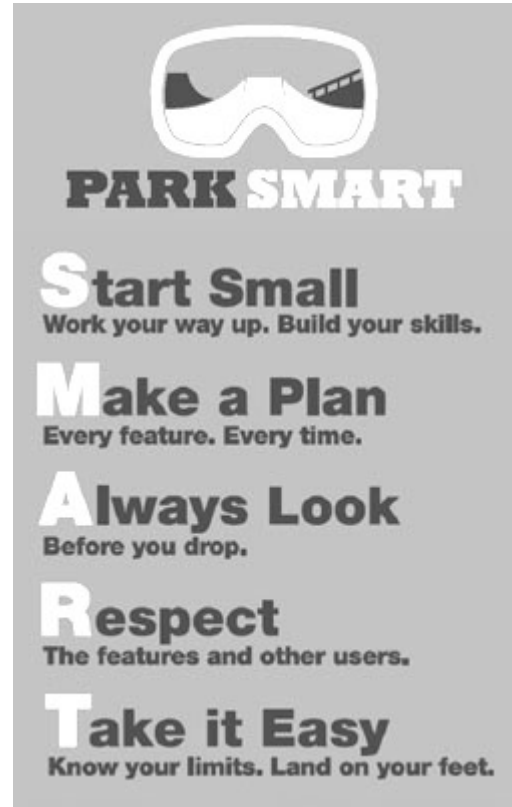 PARK SMART
Start Small
Work your way up. Build your skills.
Make a Plan
Every feature. Every time.
Always Look
Before you drop.
Respect
The features and other users.
Take it Easy
Know your limits. Land on your feet.